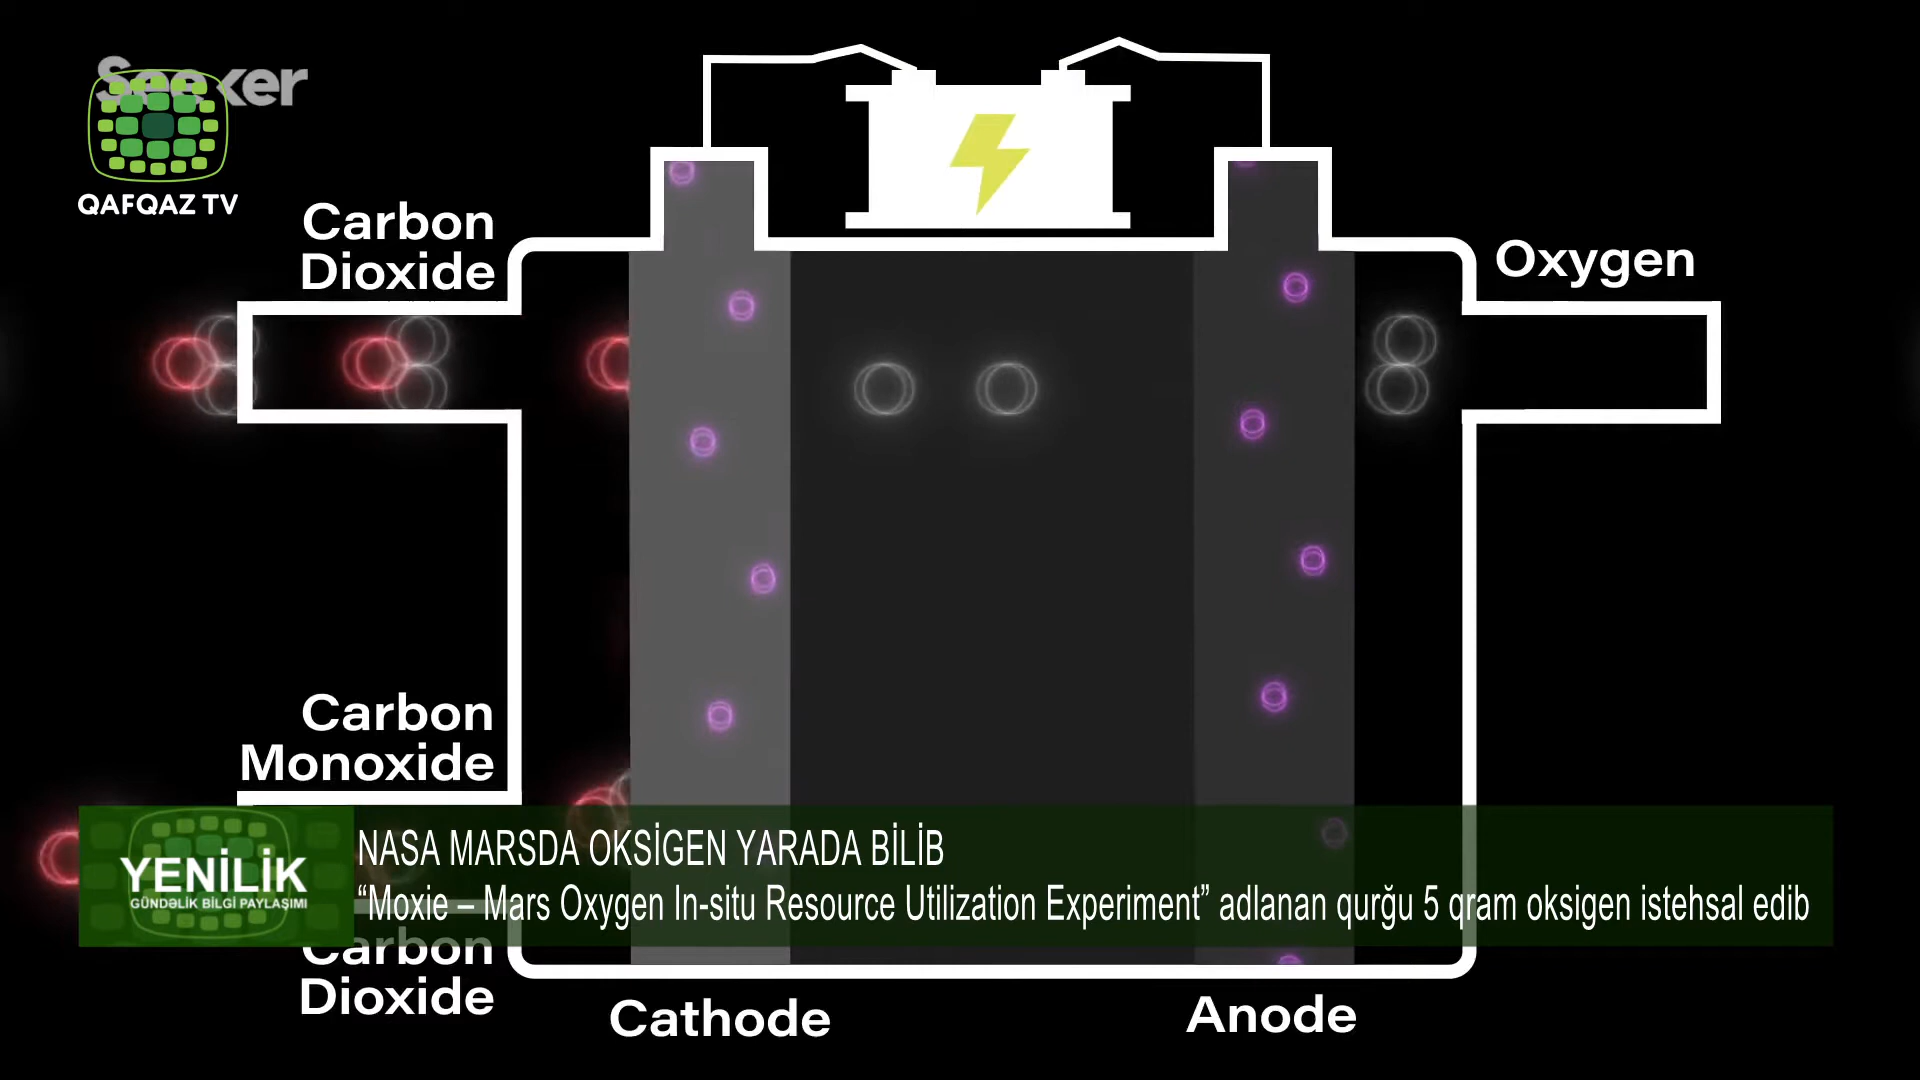 Seeker
QAFQAZ TV
Carbon
Dioxide
Oxygen
Carbon
Monoxide
NASA MARSDA OKSİGEN YARADA BİLİB
YENİLİK
GÜNDƏLİK BİLGİ PAYLAŞIMI
“Moxie – Mars Oxygen In-situ Resource Utilization Experiment” adlanan qurğu 5 qram oksigen istehsal edib
Carbon
Dioxide
Cathode
Anode